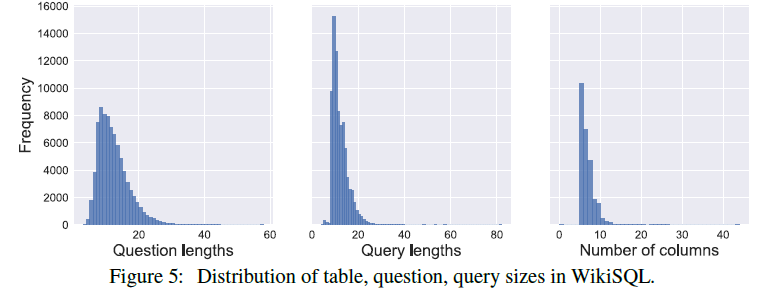 16000
14000
12000
10000
8000
6000
4000
2000
0
Frequency
20 40 60
Question lengths
0 20 40 60 80
Query lengths
0 10 20 30 40
Number of columns
Figure 5: Distribution of table, question, query sizes in WikiSQL.